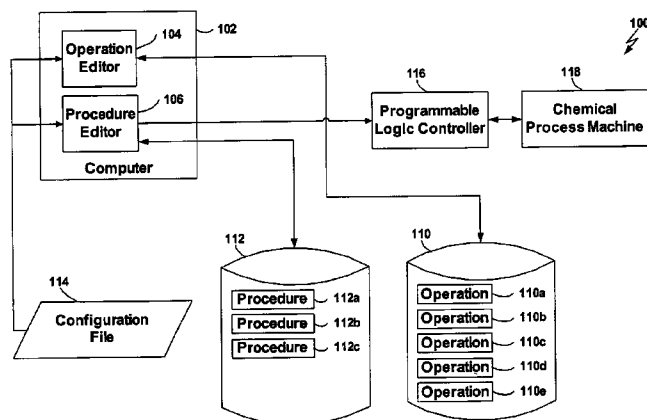 100
102
Operation
Editor
104
Procedure
Editor
106
Computer
116
Programmable
Logic Controller
118
Chemical
Process Machine
114
Configuration
File
112
Procedure
112a
Procedure
112b
Procedure
112c
110
Operation
110a
Operation
110b
Operation
110c
Operation
110d
Operation
110e